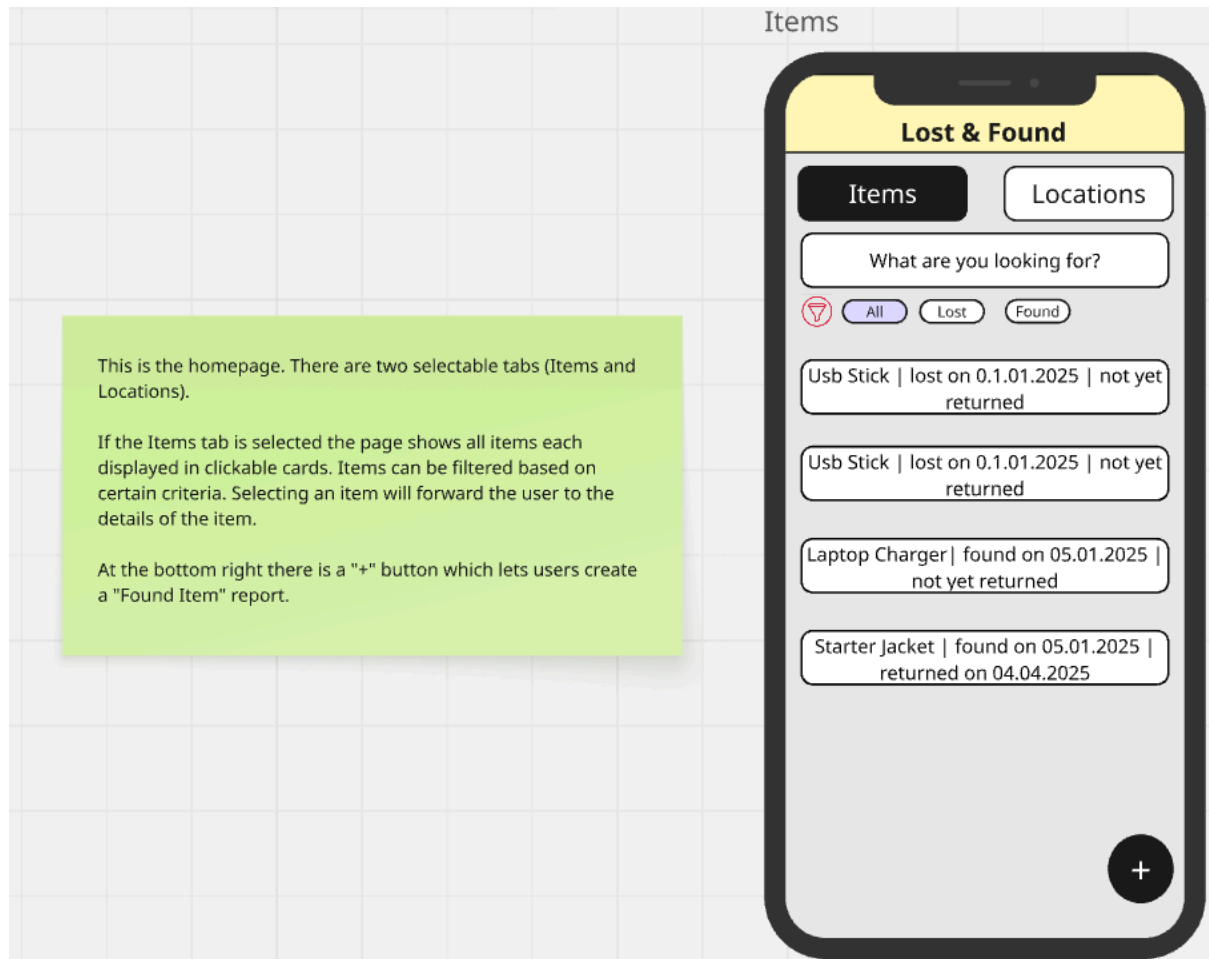 Items
This is the homepage. There are two selectable tabs (Items and
Locations).
If the Items tab is selected the page shows all items each
displayed in clickable cards. Items can be filtered based on
certain criteria. Selecting an item will forward the user to the
details of the item.
At the bottom right there is a "+" button which lets users create
a "Found Item" report.
Lost & Found
Items
Locations
What are you looking for?
All
Lost
Found
Usb Stick | lost on 0.1.01.2025 | not yet
returned
Usb Stick | lost on 0.1.01.2025 | not yet
returned
Laptop Charger| found on 05.01.2025 |
not yet returned
Starter Jacket | found on 05.01.2025 |
returned on 04.04.2025
+